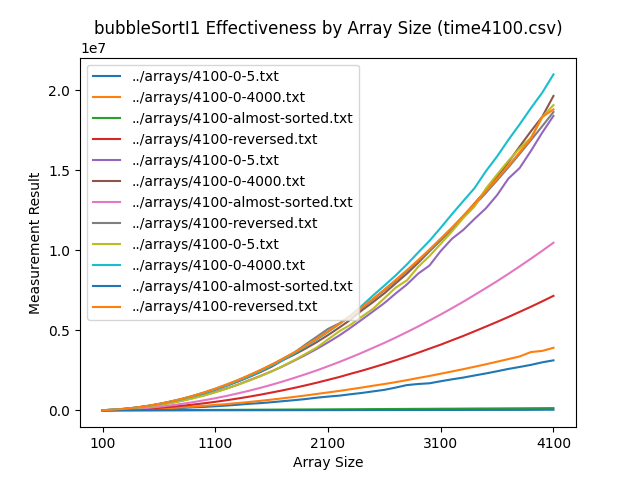 bubbleSortI1 Effectiveness by Array Size (time4100.csv)
1e7
../arrays/4100-0-5.txt
../arrays/4100-0-4000.txt
../arrays/4100-almost-sorted.txt
../arrays/4100-reversed.txt
../arrays/4100-0-5.txt
../arrays/4100-0-4000.txt
../arrays/4100-almost-sorted.txt
../arrays/4100-reversed.txt
../arrays/4100-0-5.txt
../arrays/4100-0-4000.txt
../arrays/4100-almost-sorted.txt
../arrays/4100-reversed.txt
2.0
1.5
1.0
0.5
0.0
Measurement Result
100 1100 2100 3100 4100
Array Size